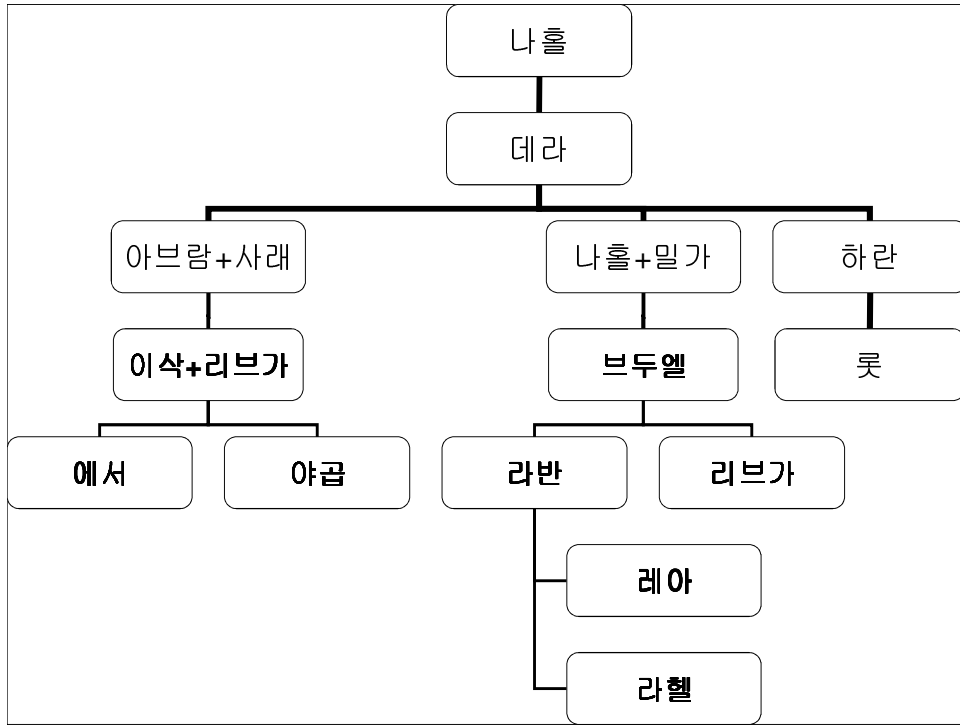 나홀
데라
아브람+사래
나홀+밀가
하란
이삭+리브가
브두엘
롯
에서
야곱
라반
리브가
레아
라헬